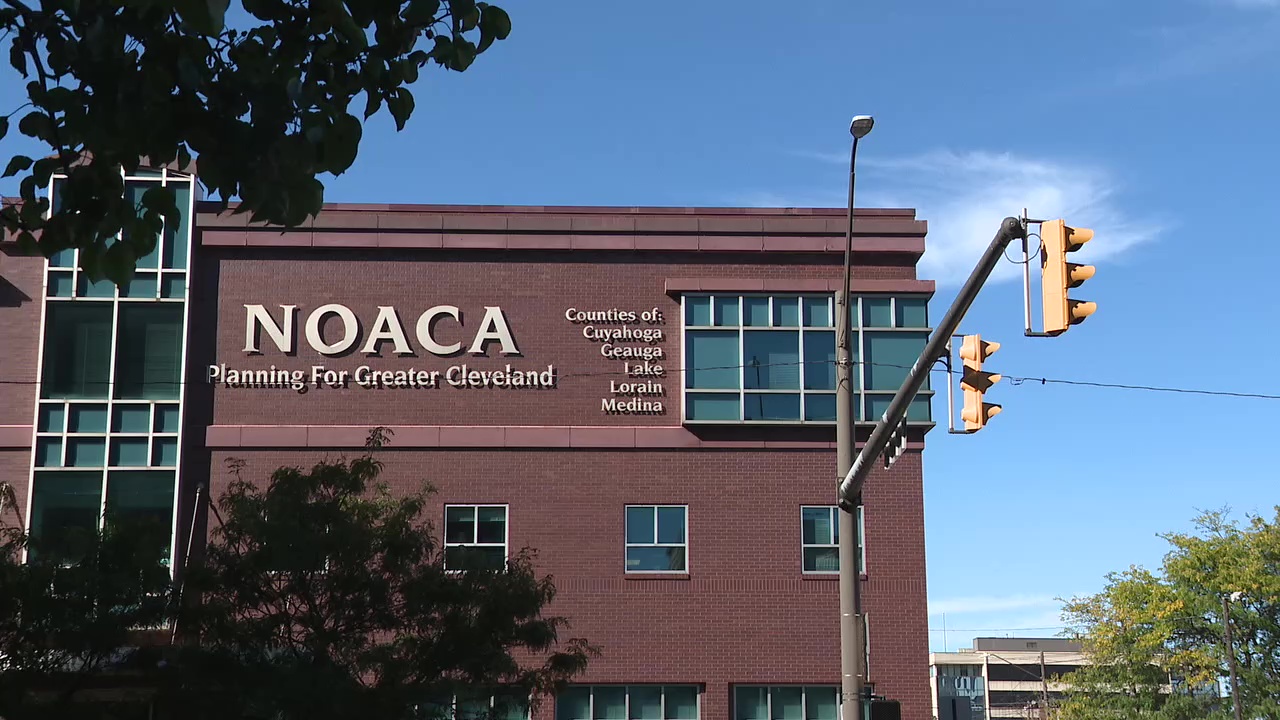 NOACA
Planning For Greater Cleveland
Counties of:
Cuyahoga
Geauga
Lake
Lorain
Medina